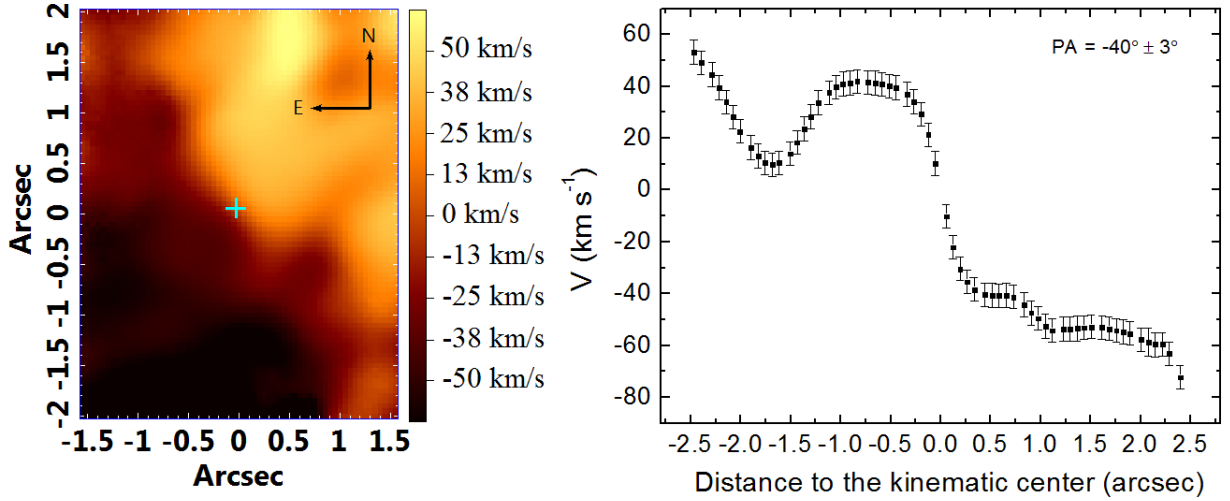 2
1.5
1
0.5
0
-0.5
-1
-1.5
-2
Arcsec
-1.5 -1 -0.5 0 0.5 1 1.5
Arcsec
N
E
50 km/s
38 km/s
25 km/s
13 km/s
0 km/s
-13 km/s
-25 km/s
-38 km/s
-50 km/s
PA = -40° ± 3°
60
40
20
0
-20
-40
-60
-80
V (km s⁻¹)
-2.5 -2.0 -1.5 -1.0 -0.5 0.0 0.5 1.0 1.5 2.0 2.5
Distance to the kinematic center (arcsec)